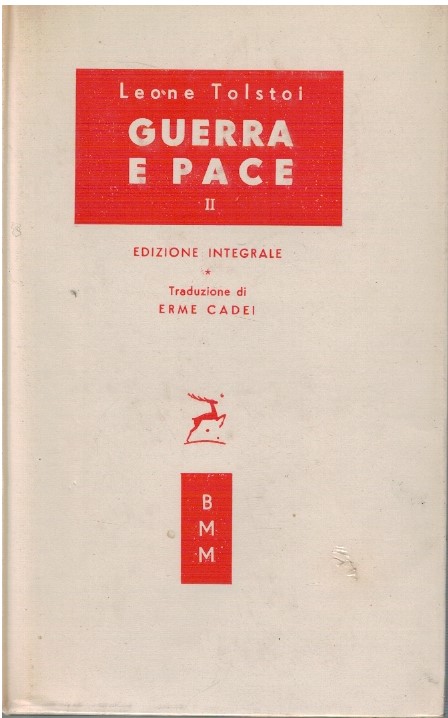 Leone Tolstoi
GUERRA
E PACE
II
EDIZIONE INTEGRALE
*
Traduzione di
ERME CADEI
B
M
M